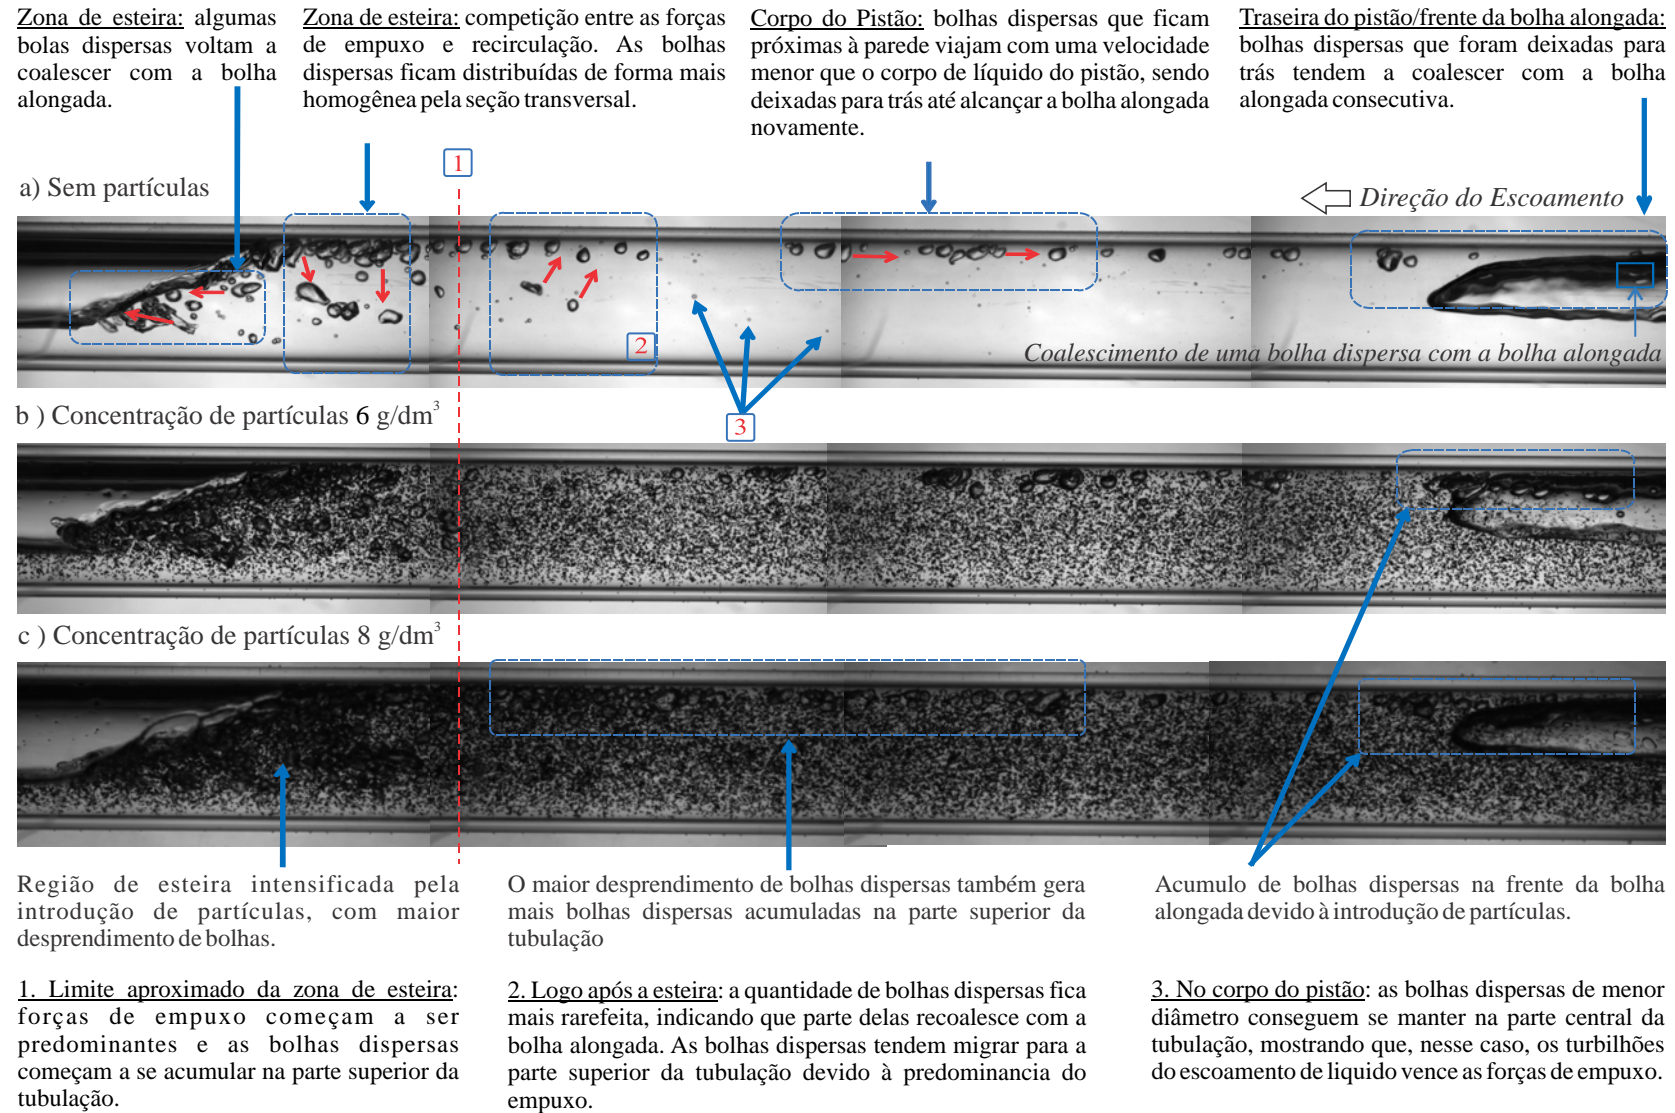 Zona de esteira: algumas
bolas dispersas voltam a
coalescer com a bolha
alongada.
Zona de esteira: competição entre as forças
de empuxo e recirculação. As bolhas
dispersas ficam distribuídas de forma mais
homogênea pela seção transversal.
Corpo do Pistão: bolhas dispersas que ficam
próximas à parede viajam com uma velocidade
menor que o corpo de líquido do pistão, sendo
deixadas para trás até alcançar a bolha alongada
novamente.
Traseira do pistão/frente da bolha alongada:
bolhas dispersas que foram deixadas para
trás tendem a coalescer com a bolha
alongada consecutiva.
1
a) Sem partículas
Direção do Escoamento
2
Coalescimento de uma bolha dispersa com a bolha alongada
b ) Concentração de partículas 6 g/dm³
3
c ) Concentração de partículas 8 g/dm³
Região de esteira intensificada pela
introdução de partículas, com maior
desprendimento de bolhas.
O maior desprendimento de bolhas dispersas também gera
mais bolhas dispersas acumuladas na parte superior da
tubulação
Acumulo de bolhas dispersas na frente da bolha
alongada devido à introdução de partículas.
1. Limite aproximado da zona de esteira:
forças de empuxo começam a ser
predominantes e as bolhas dispersas
começam a se acumular na parte superior da
tubulação.
2. Logo após a esteira: a quantidade de bolhas dispersas fica
mais rarefeita, indicando que parte delas recoalesce com a
bolha alongada. As bolhas dispersas tendem migrar para a
parte superior da tubulação devido à predominancia do
empuxo.
3. No corpo do pistão: as bolhas dispersas de menor
diâmetro conseguem se manter na parte central da
tubulação, mostrando que, nesse caso, os turbilhões
do escoamento de liquido vence as forças de empuxo.